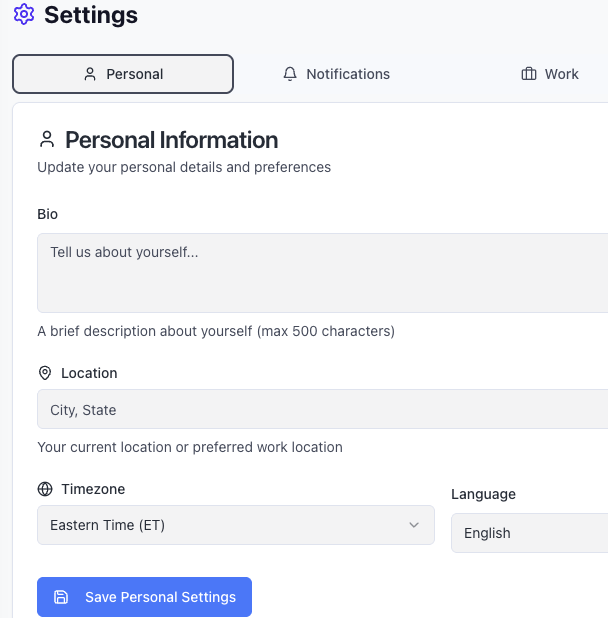 Settings
Personal
Notifications
Work
Personal Information
Update your personal details and preferences
Bio
Tell us about yourself...
A brief description about yourself (max 500 characters)
Location
City, State
Your current location or preferred work location
Timezone
Language
Eastern Time (ET)
English
Save Personal Settings